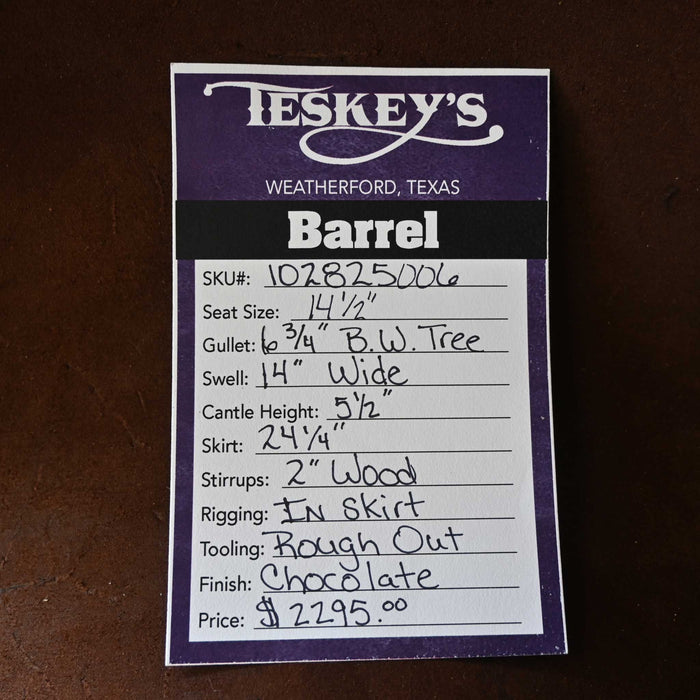 TESKEY'S
WEATHERFORD, TEXAS
Barrel
SKU#: 102825006
Seat Size: 14 1/2"
Gullet: 6 3/4" B.W. Tree
Swell: 14" Wide
Cantle Height: 5 1/2"
Skirt: 24 1/4"
Stirrups: 2" Wood
Rigging: IN Skirt
Tooling: Rough Out
Finish: Chocolate
Price: $2295.00